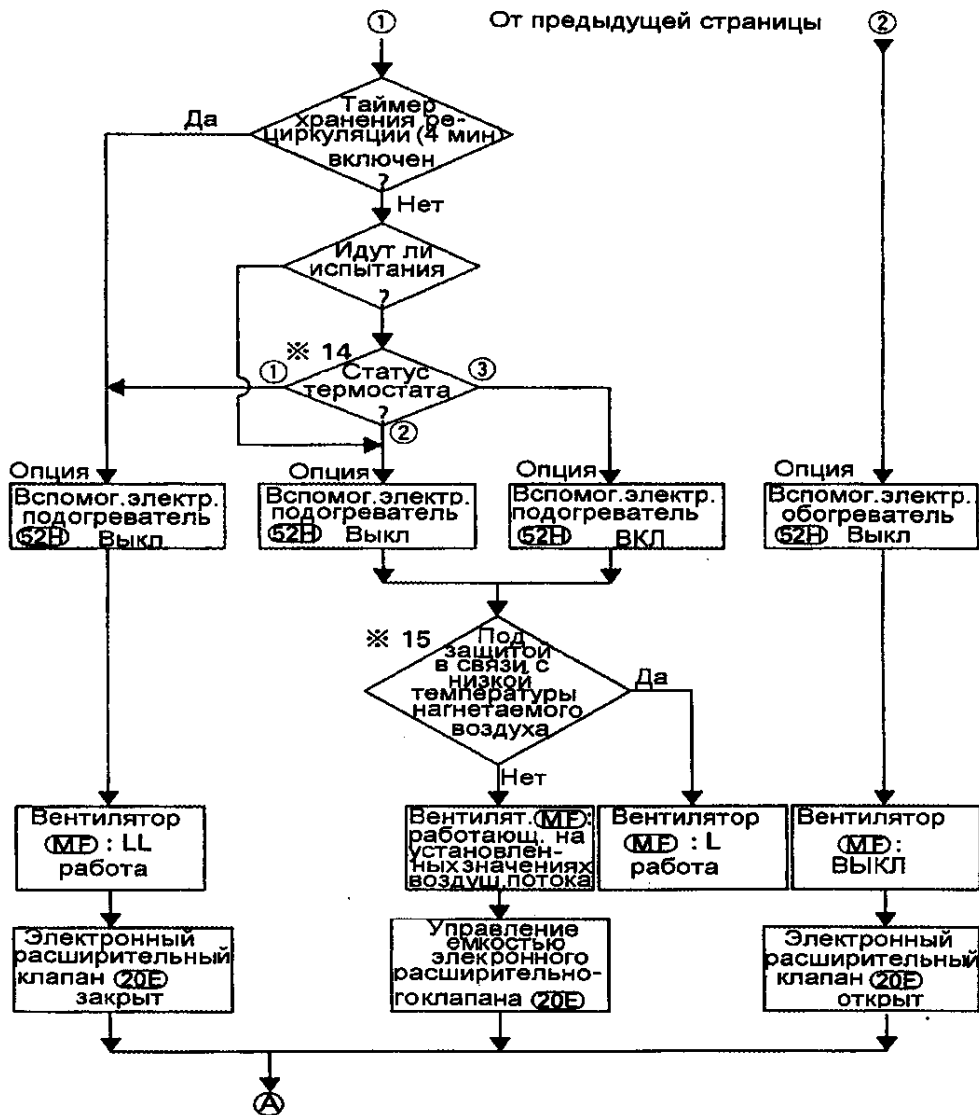 ① От предыдущей страницы ②
Таймер
хранения ре-
циркуляции (4 мин)
включен
?
Да
Нет
Идут ли
испытания
?
※ 14
① Статус ③
термостата
?
②
Опция
Вспомог.электр.
подогреватель
52H Выкл
Опция
Вспомог.электр.
подогреватель
52H Выкл
Опция
Вспомог.электр.
подогреватель
52H ВКЛ
Опция
Вспомог.электр.
обогреватель
52H Выкл
※ 15
Под
защитой
в связи с
низкой
температуры
нагнетаемого
воздуха
Да
Нет
Вентилятор
MF : LL
работа
Вентилят. MF:
работающ. на
установлен-
ных значениях
воздуш.потока
Вентилятор
MF : L
работа
Вентилятор
MF :
ВЫКЛ
Электронный
расширительный
клапан 20E
закрыт
Управление
емкостью
элекронного
расширительно-
го клапана 20E
Электронный
расширительный
клапан 20E
открыт
A